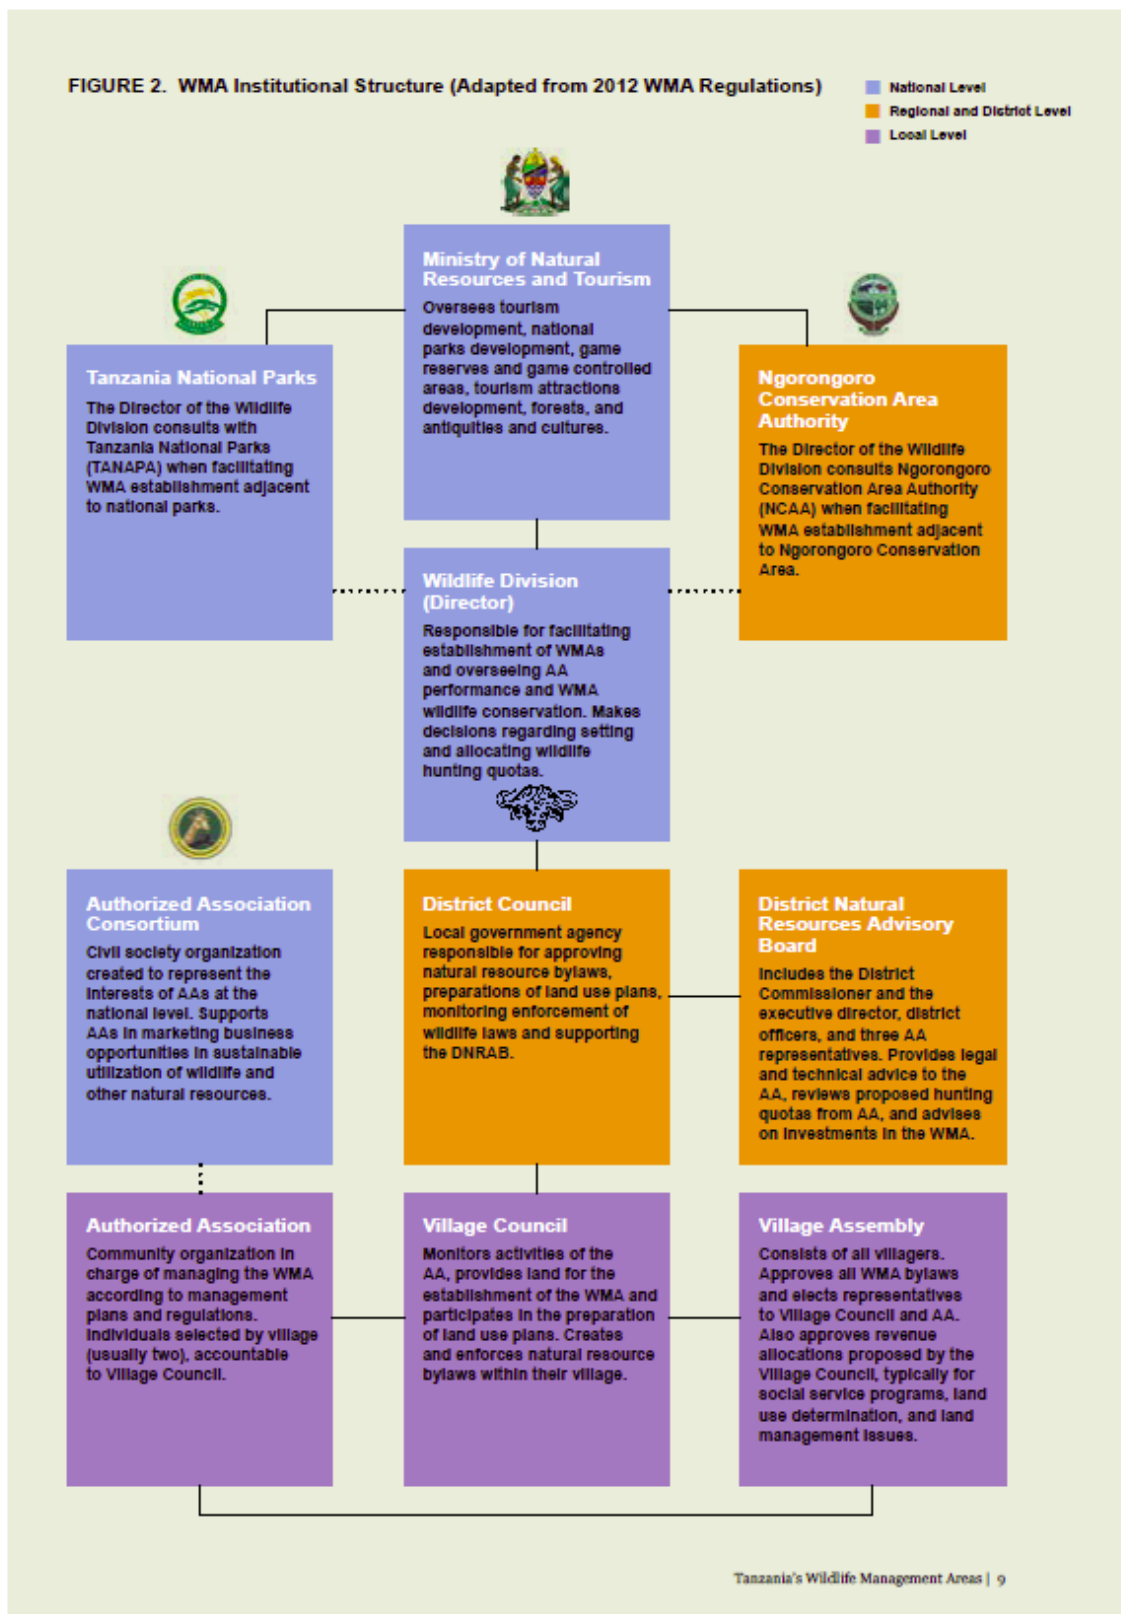 FIGURE 2. WMA Institutional Structure (Adapted from 2012 WMA Regulations)
National Level
Regional and District Level
Local Level
Ministry of Natural
Resources and Tourism
Oversees tourism
development, national
parks development, game
reserves and game controlled
areas, tourism attractions
development, forests, and
antiquities and cultures.
Tanzania National Parks
The Director of the Wildlife
Division consults with
Tanzania National Parks
(TANAPA) when facilitating
WMA establishment adjacent
to national parks.
Ngorongoro
Conservation Area
Authority
The Director of the Wildlife
Division consults Ngorongoro
Conservation Area Authority
(NCAA) when facilitating
WMA establishment adjacent
to Ngorongoro Conservation
Area.
Wildlife Division
(Director)
Responsible for facilitating
establishment of WMAs
and overseeing AA
performance and WMA
wildlife conservation. Makes
decisions regarding setting
and allocating wildlife
hunting quotas.
Authorized Association
Consortium
Civil society organization
created to represent the
interests of AAs at the
national level. Supports
AAs in marketing business
opportunities in sustainable
utilization of wildlife and
other natural resources.
District Council
Local government agency
responsible for approving
natural resource bylaws,
preparations of land use plans,
monitoring enforcement of
wildlife laws and supporting
the DNRAB.
District Natural
Resources Advisory
Board
Includes the District
Commissioner and the
executive director, district
officers, and three AA
representatives. Provides legal
and technical advice to the
AA, reviews proposed hunting
quotas from AA, and advises
on investments in the WMA.
Authorized Association
Community organization in
charge of managing the WMA
according to management
plans and regulations.
Individuals selected by village
(usually two), accountable
to Village Council.
Village Council
Monitors activities of the
AA, provides land for the
establishment of the WMA and
participates in the preparation
of land use plans. Creates
and enforces natural resource
bylaws within their village.
Village Assembly
Consists of all villagers.
Approves all WMA bylaws
and elects representatives
to Village Council and AA.
Also approves revenue
allocations proposed by the
Village Council, typically for
social service programs, land
use determination, and land
management issues.
Tanzania's Wildlife Management Areas | 9